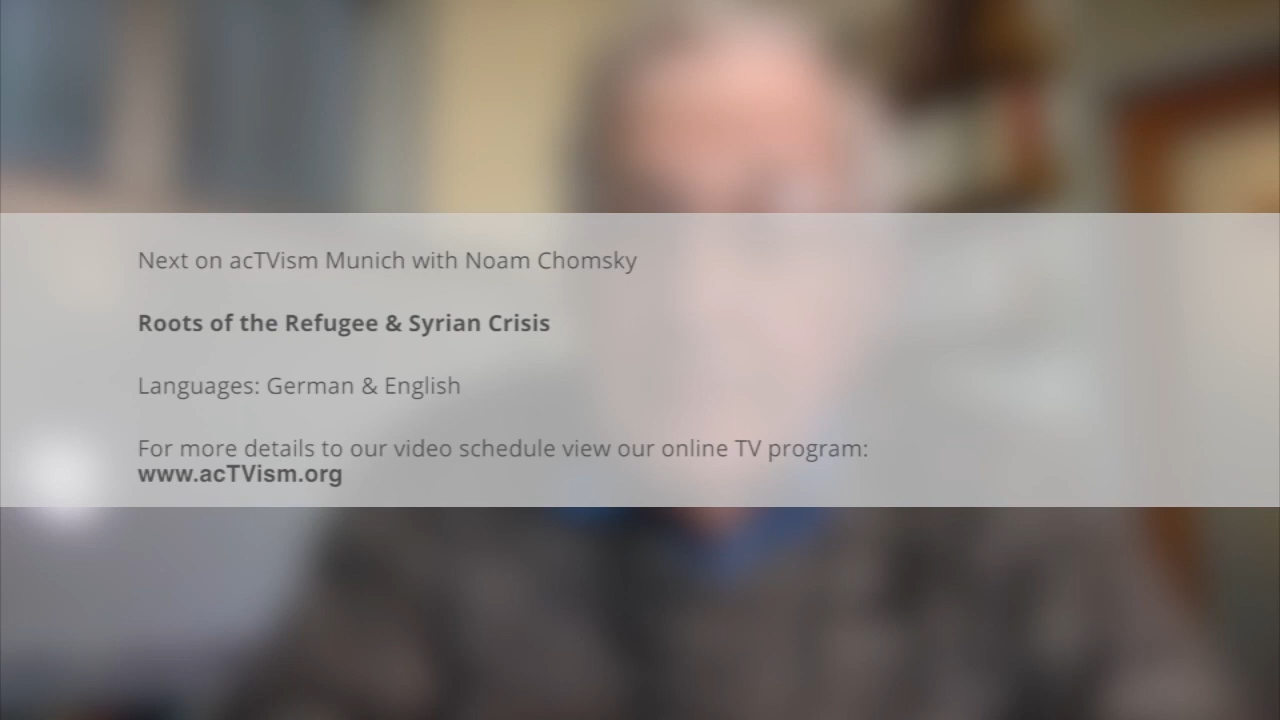 Next on acTVism Munich with Noam Chomsky
Roots of the Refugee & Syrian Crisis
Languages: German & English
For more details to our video schedule view our online TV program:
www.acTVism.org